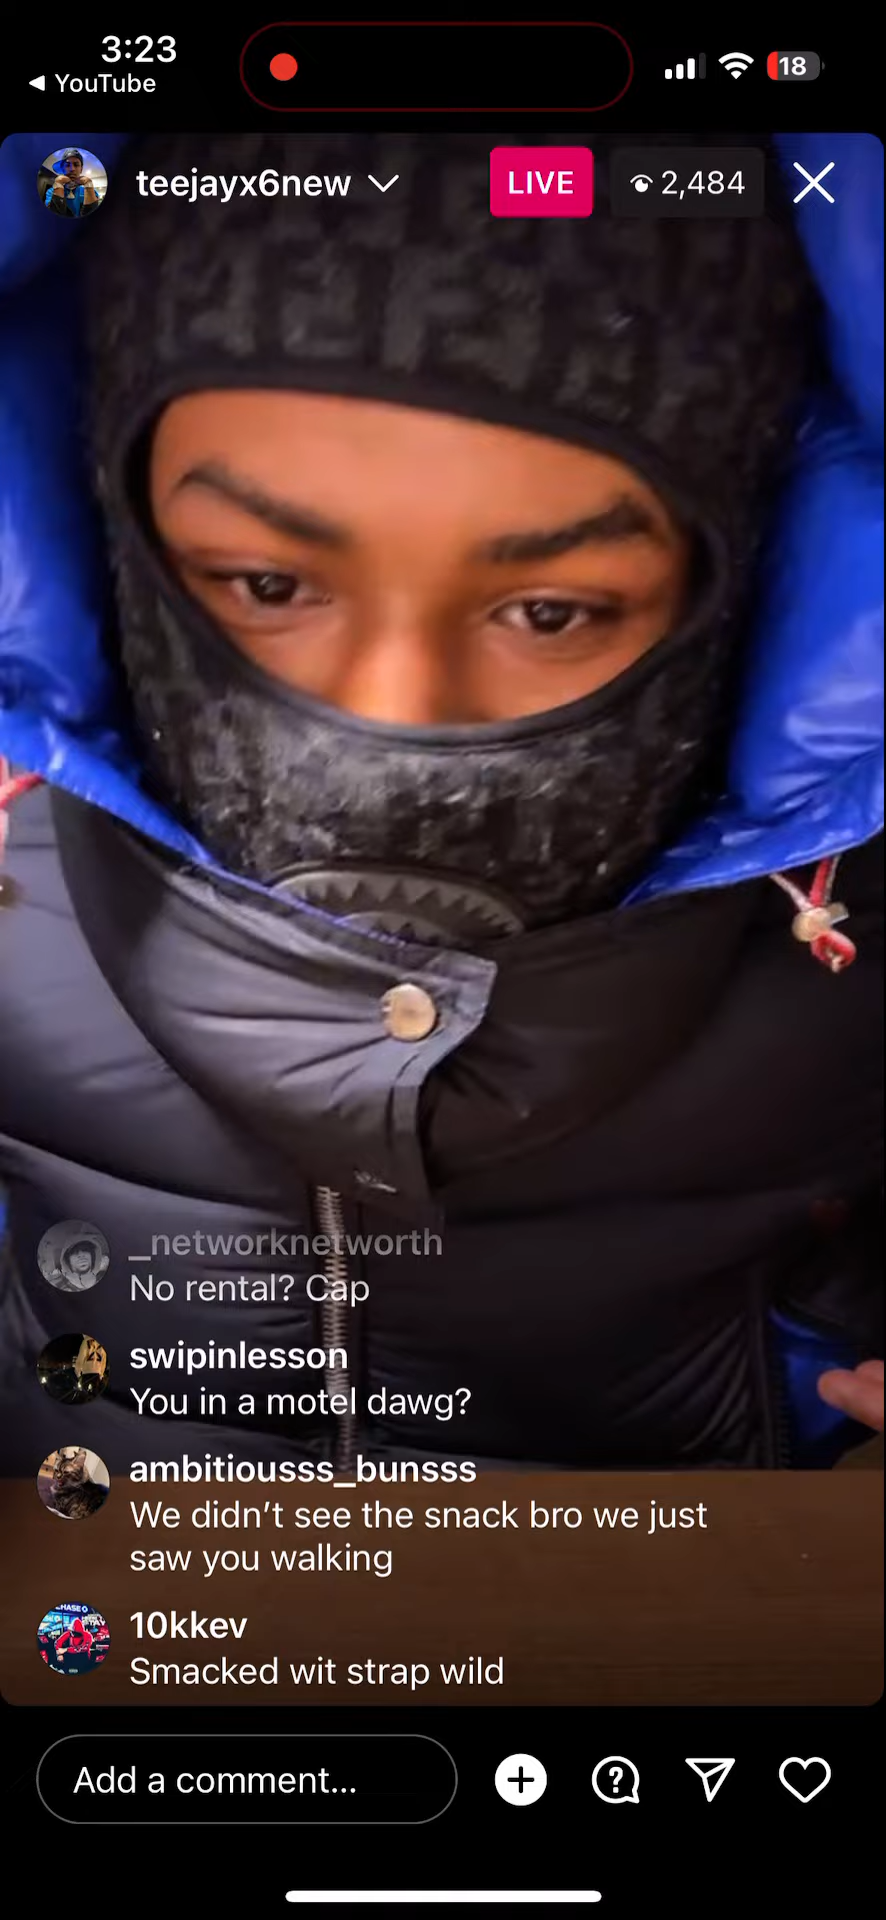 3:23
18
◀ YouTube
teejayx6new
LIVE
2,484
_networknetworth
No rental? Cap
swipinlesson
You in a motel dawg?
ambitiousss_bunsss
We didn’t see the snack bro we just
saw you walking
10kkev
Smacked wit strap wild
Add a comment...